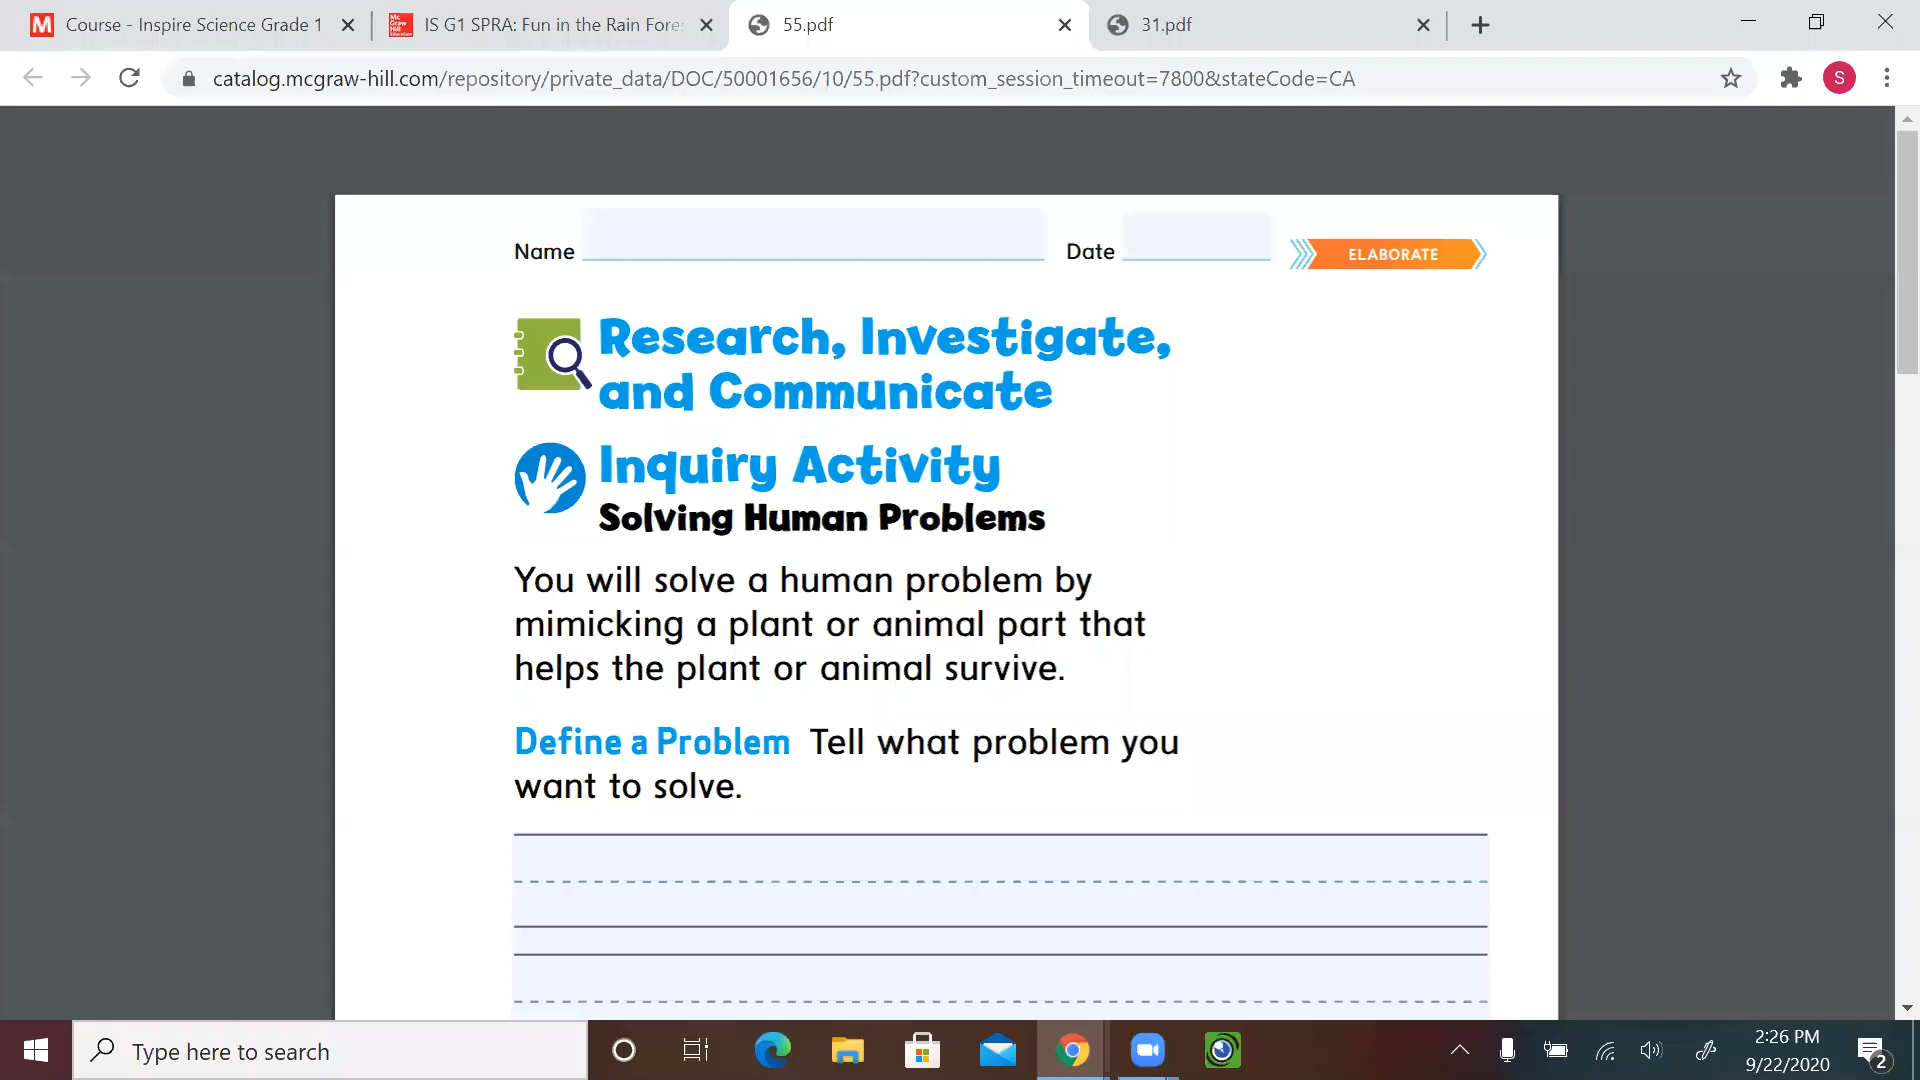 Course - Inspire Science Grade 1
IS G1 SPRA: Fun in the Rain Fore
55.pdf
31.pdf
catalog.mcgraw-hill.com/repository/private_data/DOC/50001656/10/55.pdf?custom_session_timeout=7800&stateCode=CA
S
Name
Date
ELABORATE
Research, Investigate,
and Communicate
Inquiry Activity
Solving Human Problems
You will solve a human problem by
mimicking a plant or animal part that
helps the plant or animal survive.
Define a Problem Tell what problem you
want to solve.
Type here to search
2:26 PM
9/22/2020
2